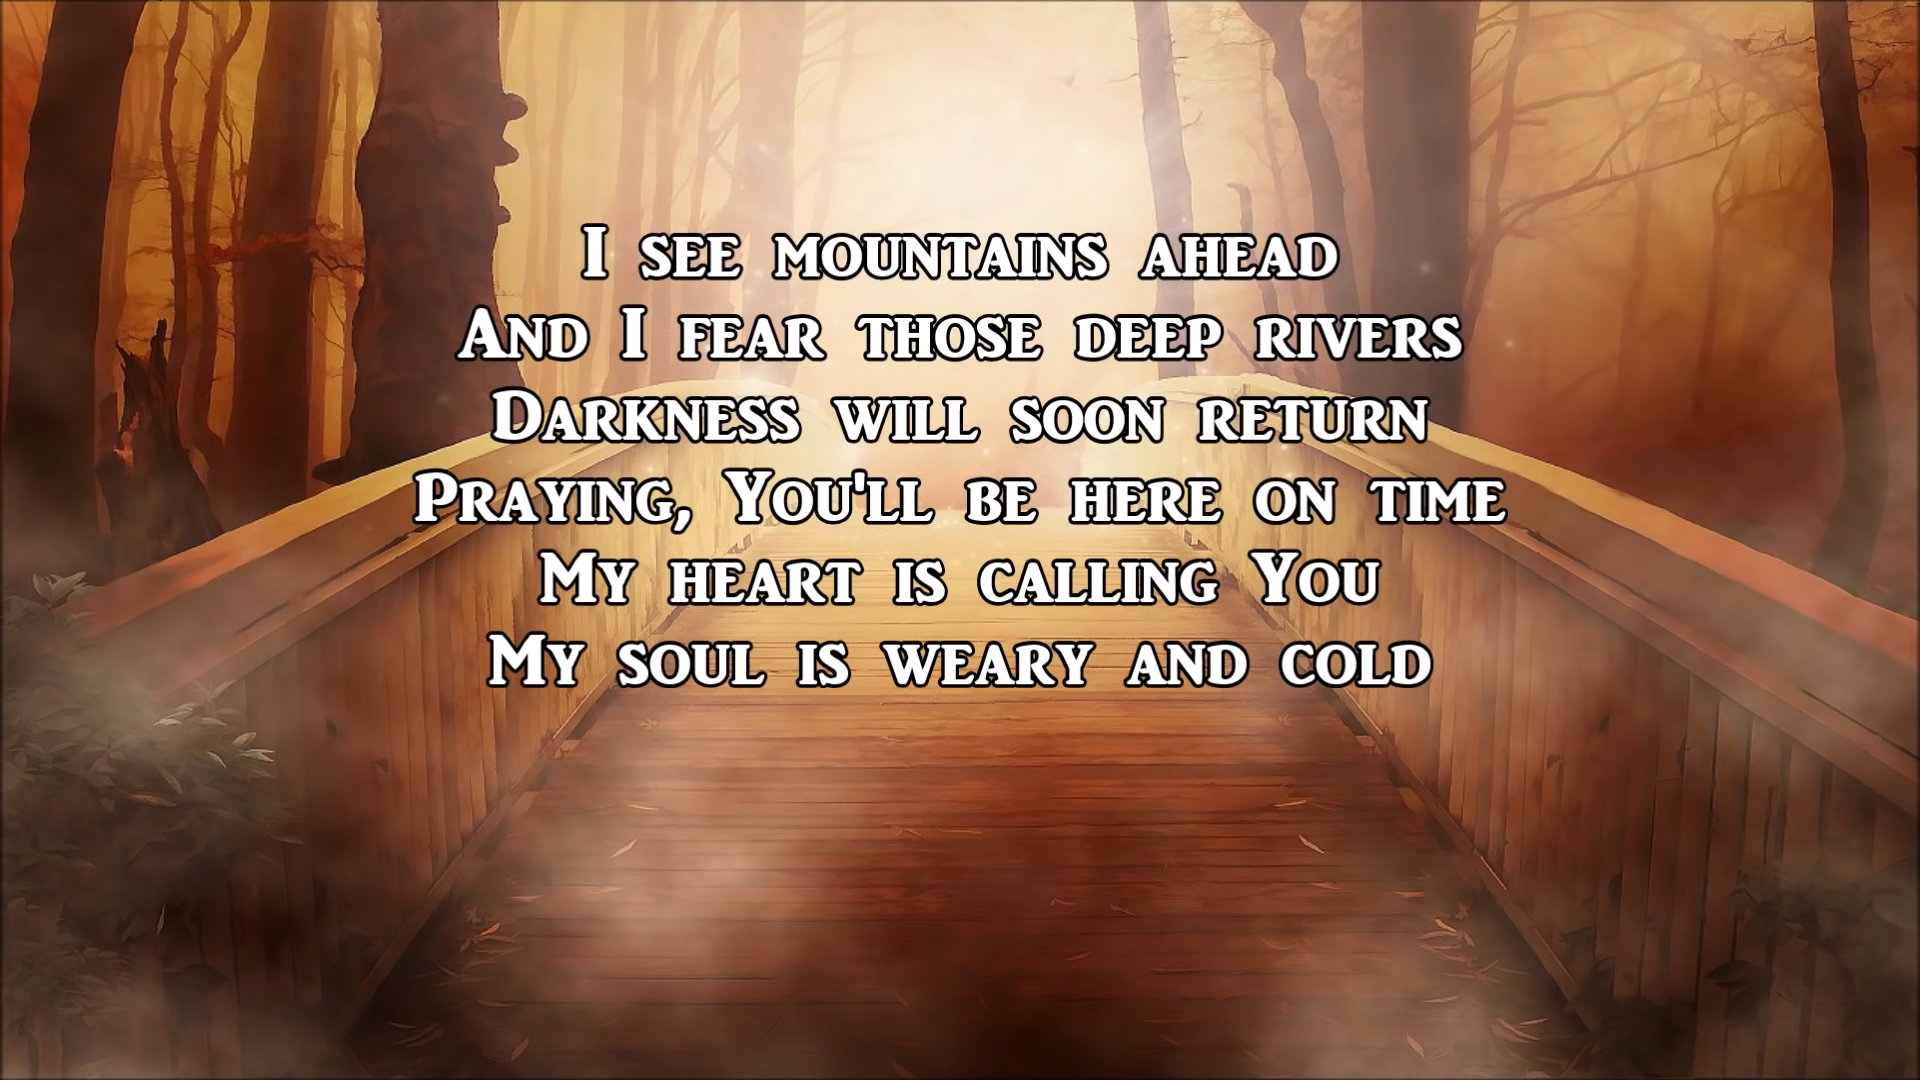 I see mountains ahead
And I fear those deep rivers
Darkness will soon return
Praying, You'll be here on time
My heart is calling You
My soul is weary and cold